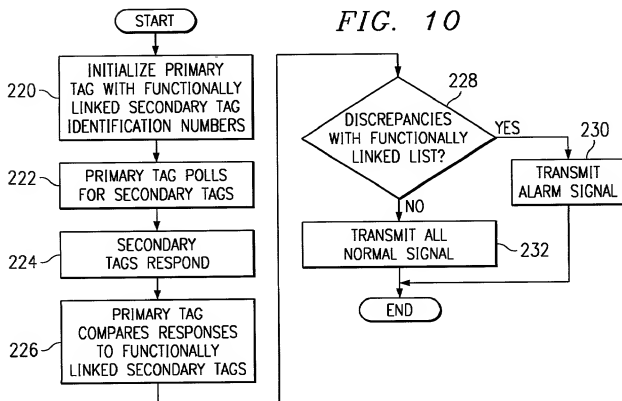 FIG. 10
START
220
INITIALIZE PRIMARY
TAG WITH FUNCTIONALLY
LINKED SECONDARY TAG
IDENTIFICATION NUMBERS
222
PRIMARY TAG POLLS
FOR SECONDARY TAGS
224
SECONDARY
TAGS RESPOND
226
PRIMARY TAG
COMPARES RESPONSES
TO FUNCTIONALLY
LINKED SECONDARY TAGS
228
DISCREPANCIES
WITH FUNCTIONALLY
LINKED LIST?
YES
230
TRANSMIT
ALARM SIGNAL
NO
TRANSMIT ALL
NORMAL SIGNAL
232
END